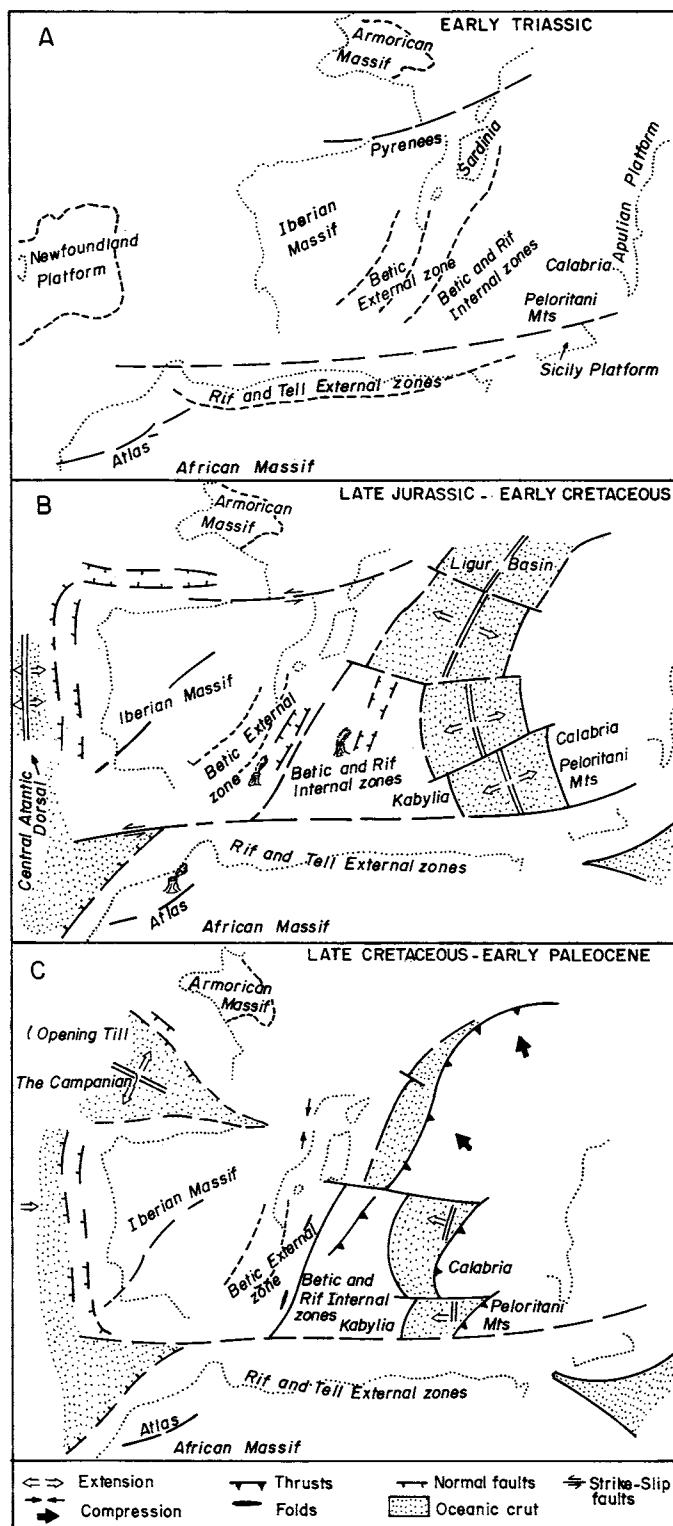 A
EARLY TRIASSIC
Armorican
Massif
Pyrenees
Sardinia
Iberian
Massif
Newfoundland
Platform
Betic
External zone
Betic and Rif
Internal zones
Apulian Platform
Calabria
Peloritani
Mts
Sicily Platform
Rif and Tell External zones
Atlas
African Massif
B
LATE JURASSIC - EARLY CRETACEOUS
Armorican
Massif
Ligur Basin
Iberian Massif
Betic External
zone
Betic and Rif
Internal zones
Kabylia
Calabria
Peloritani
Mts
Central Atantic
Dorsal
Rif and Tell External zones
Atlas
African Massif
C
LATE CRETACEOUS - EARLY PALEOCENE
Armorican
Massif
(Opening Till
The Campanian
Iberian Massif
Betic External
zone
Betic and
Rif Internal
zones
Kabylia
Calabria
Peloritani
Mts
Rif and Tell External zones
Atlas
African Massif
Extension
Compression
Thrusts
Folds
Normal faults
Oceanic crut
Strike-Slip
faults